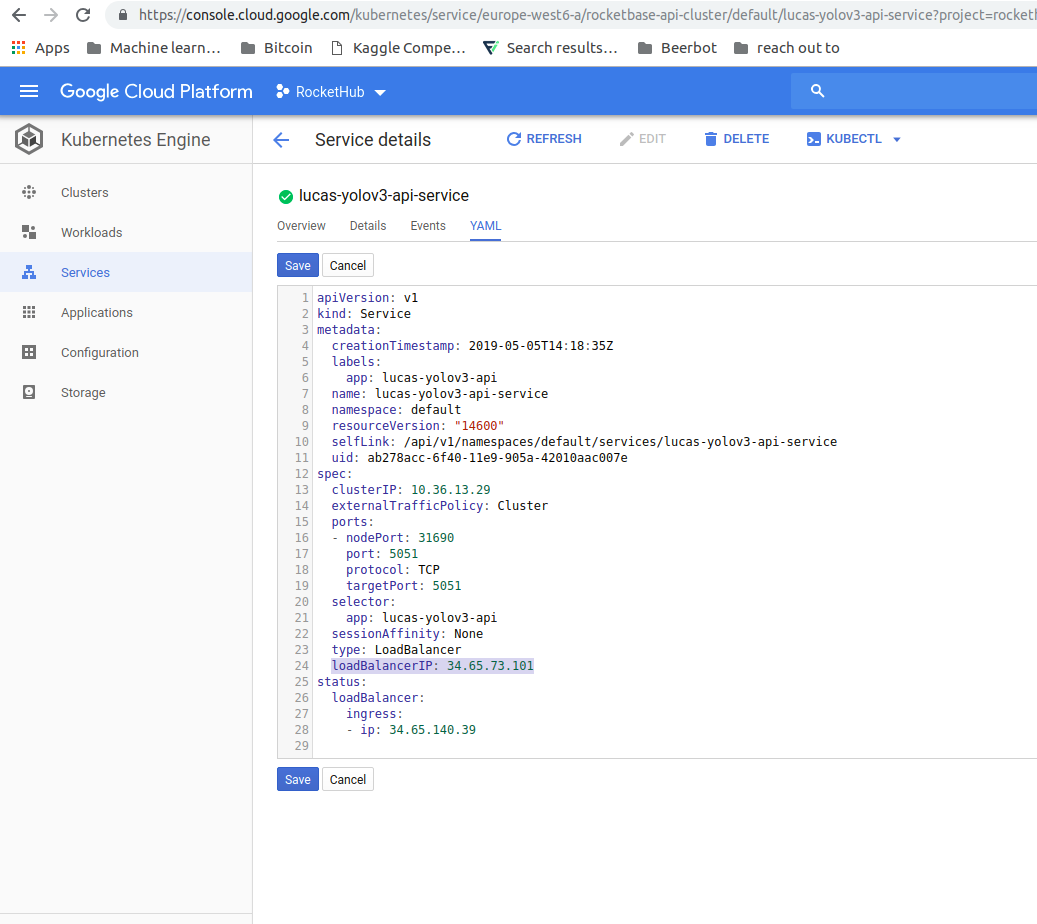 https://console.cloud.google.com/kubernetes/service/europe-west6-a/rocketbase-api-cluster/default/lucas-yolov3-api-service?project=rocketh
Apps Machine learn… Bitcoin Kaggle Compe… Search results… Beerbot reach out to
Google Cloud Platform RocketHub
Kubernetes Engine Service details REFRESH EDIT DELETE KUBECTL
Clusters
Workloads
Services
Applications
Configuration
Storage
lucas-yolov3-api-service
Overview Details Events YAML
Save Cancel
1 apiVersion: v1
2 kind: Service
3 metadata:
4   creationTimestamp: 2019-05-05T14:18:35Z
5   labels:
6     app: lucas-yolov3-api
7   name: lucas-yolov3-api-service
8   namespace: default
9   resourceVersion: "14600"
10   selfLink: /api/v1/namespaces/default/services/lucas-yolov3-api-service
11   uid: ab278acc-6f40-11e9-905a-42010aac007e
12 spec:
13   clusterIP: 10.36.13.29
14   externalTrafficPolicy: Cluster
15   ports:
16   - nodePort: 31690
17     port: 5051
18     protocol: TCP
19     targetPort: 5051
20   selector:
21     app: lucas-yolov3-api
22   sessionAffinity: None
23   type: LoadBalancer
24   loadBalancerIP: 34.65.73.101
25 status:
26   loadBalancer:
27     ingress:
28     - ip: 34.65.140.39
29
Save Cancel